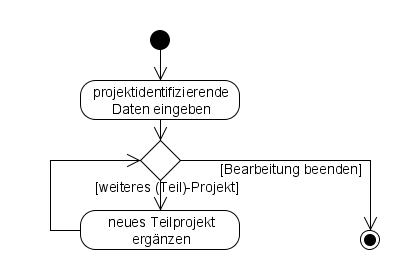 projektidentifizierende
Daten eingeben
[Bearbeitung beenden]
[weiteres (Teil)-Projekt]
neues Teilprojekt
ergänzen